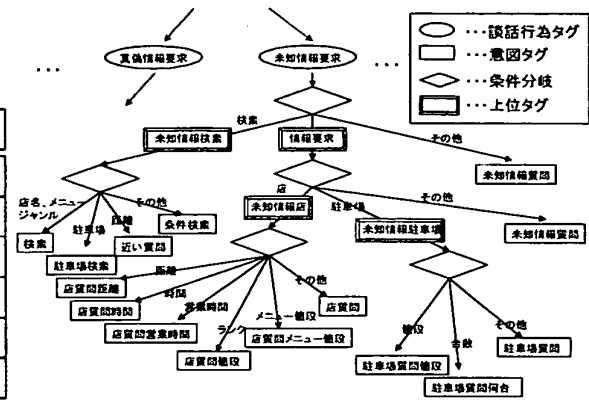 真偽情報要求
未知情報要求
…談話行為タグ
…意図タグ
…条件分岐
…上位タグ
検索
その他
未知情報検索
情報要求
未知情報質問
店名、メニュー
ジャンル
駐車場
距離
その他
検索
駐車場検索
近い質問
条件検索
店
駐車場
その他
未知情報店
未知情報駐車場
未知情報質問
距離
時間
営業時間
ランク
メニュー値段
その他
店質問距離
店質問時間
店質問営業時間
店質問値段
店質問メニュー値段
店質問
値段
台数
その他
駐車場質問値段
駐車場質問何台
駐車場質問